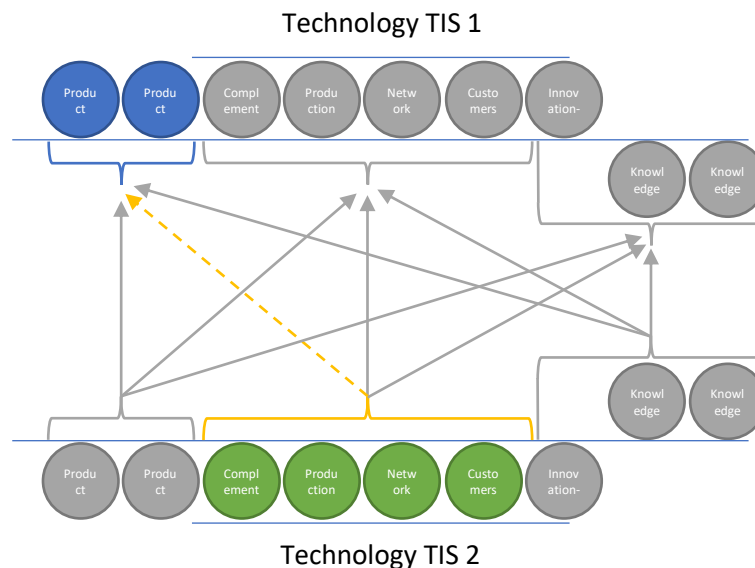 Technology TIS 1
Produ
ct
Produ
ct
Compl
ement
Produ
ction
Netw
ork
Custo
mers
Innov
ation-
Knowl
edge
Knowl
edge
Knowl
edge
Knowl
edge
Produ
ct
Produ
ct
Compl
ement
Produ
ction
Netw
ork
Custo
mers
Innov
ation-
Technology TIS 2